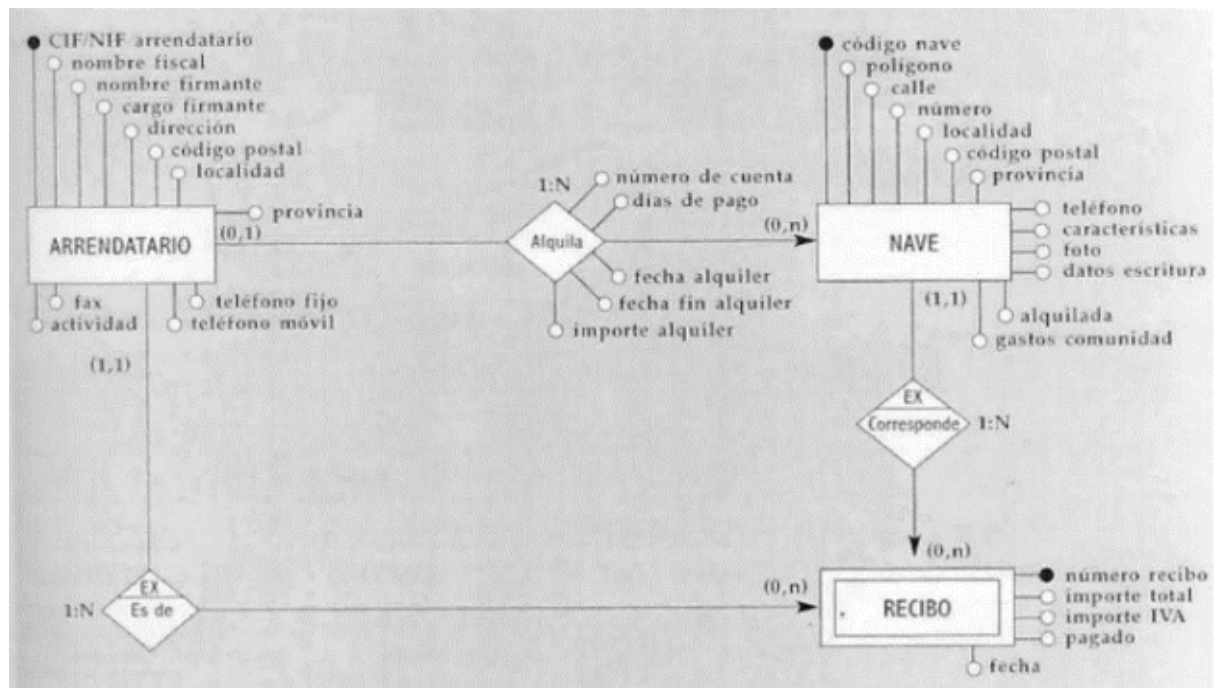 CIF/NIF arrendatario
nombre fiscal
nombre firmante
cargo firmante
dirección
código postal
localidad
provincia
ARRENDATARIO
(0,1)
fax
teléfono fijo
actividad
teléfono móvil
(1,1)
1:N
número de cuenta
días de pago
Alquila
(0,n)
fecha alquiler
fecha fin alquiler
importe alquiler
código nave
polígono
calle
número
localidad
código postal
provincia
NAVE
teléfono
características
foto
datos escritura
(1,1)
alquilada
gastos comunidad
EX
Corresponde
1:N
(0,n)
1:N
EX
Es de
(0,n)
RECIBO
número recibo
importe total
importe IVA
pagado
fecha